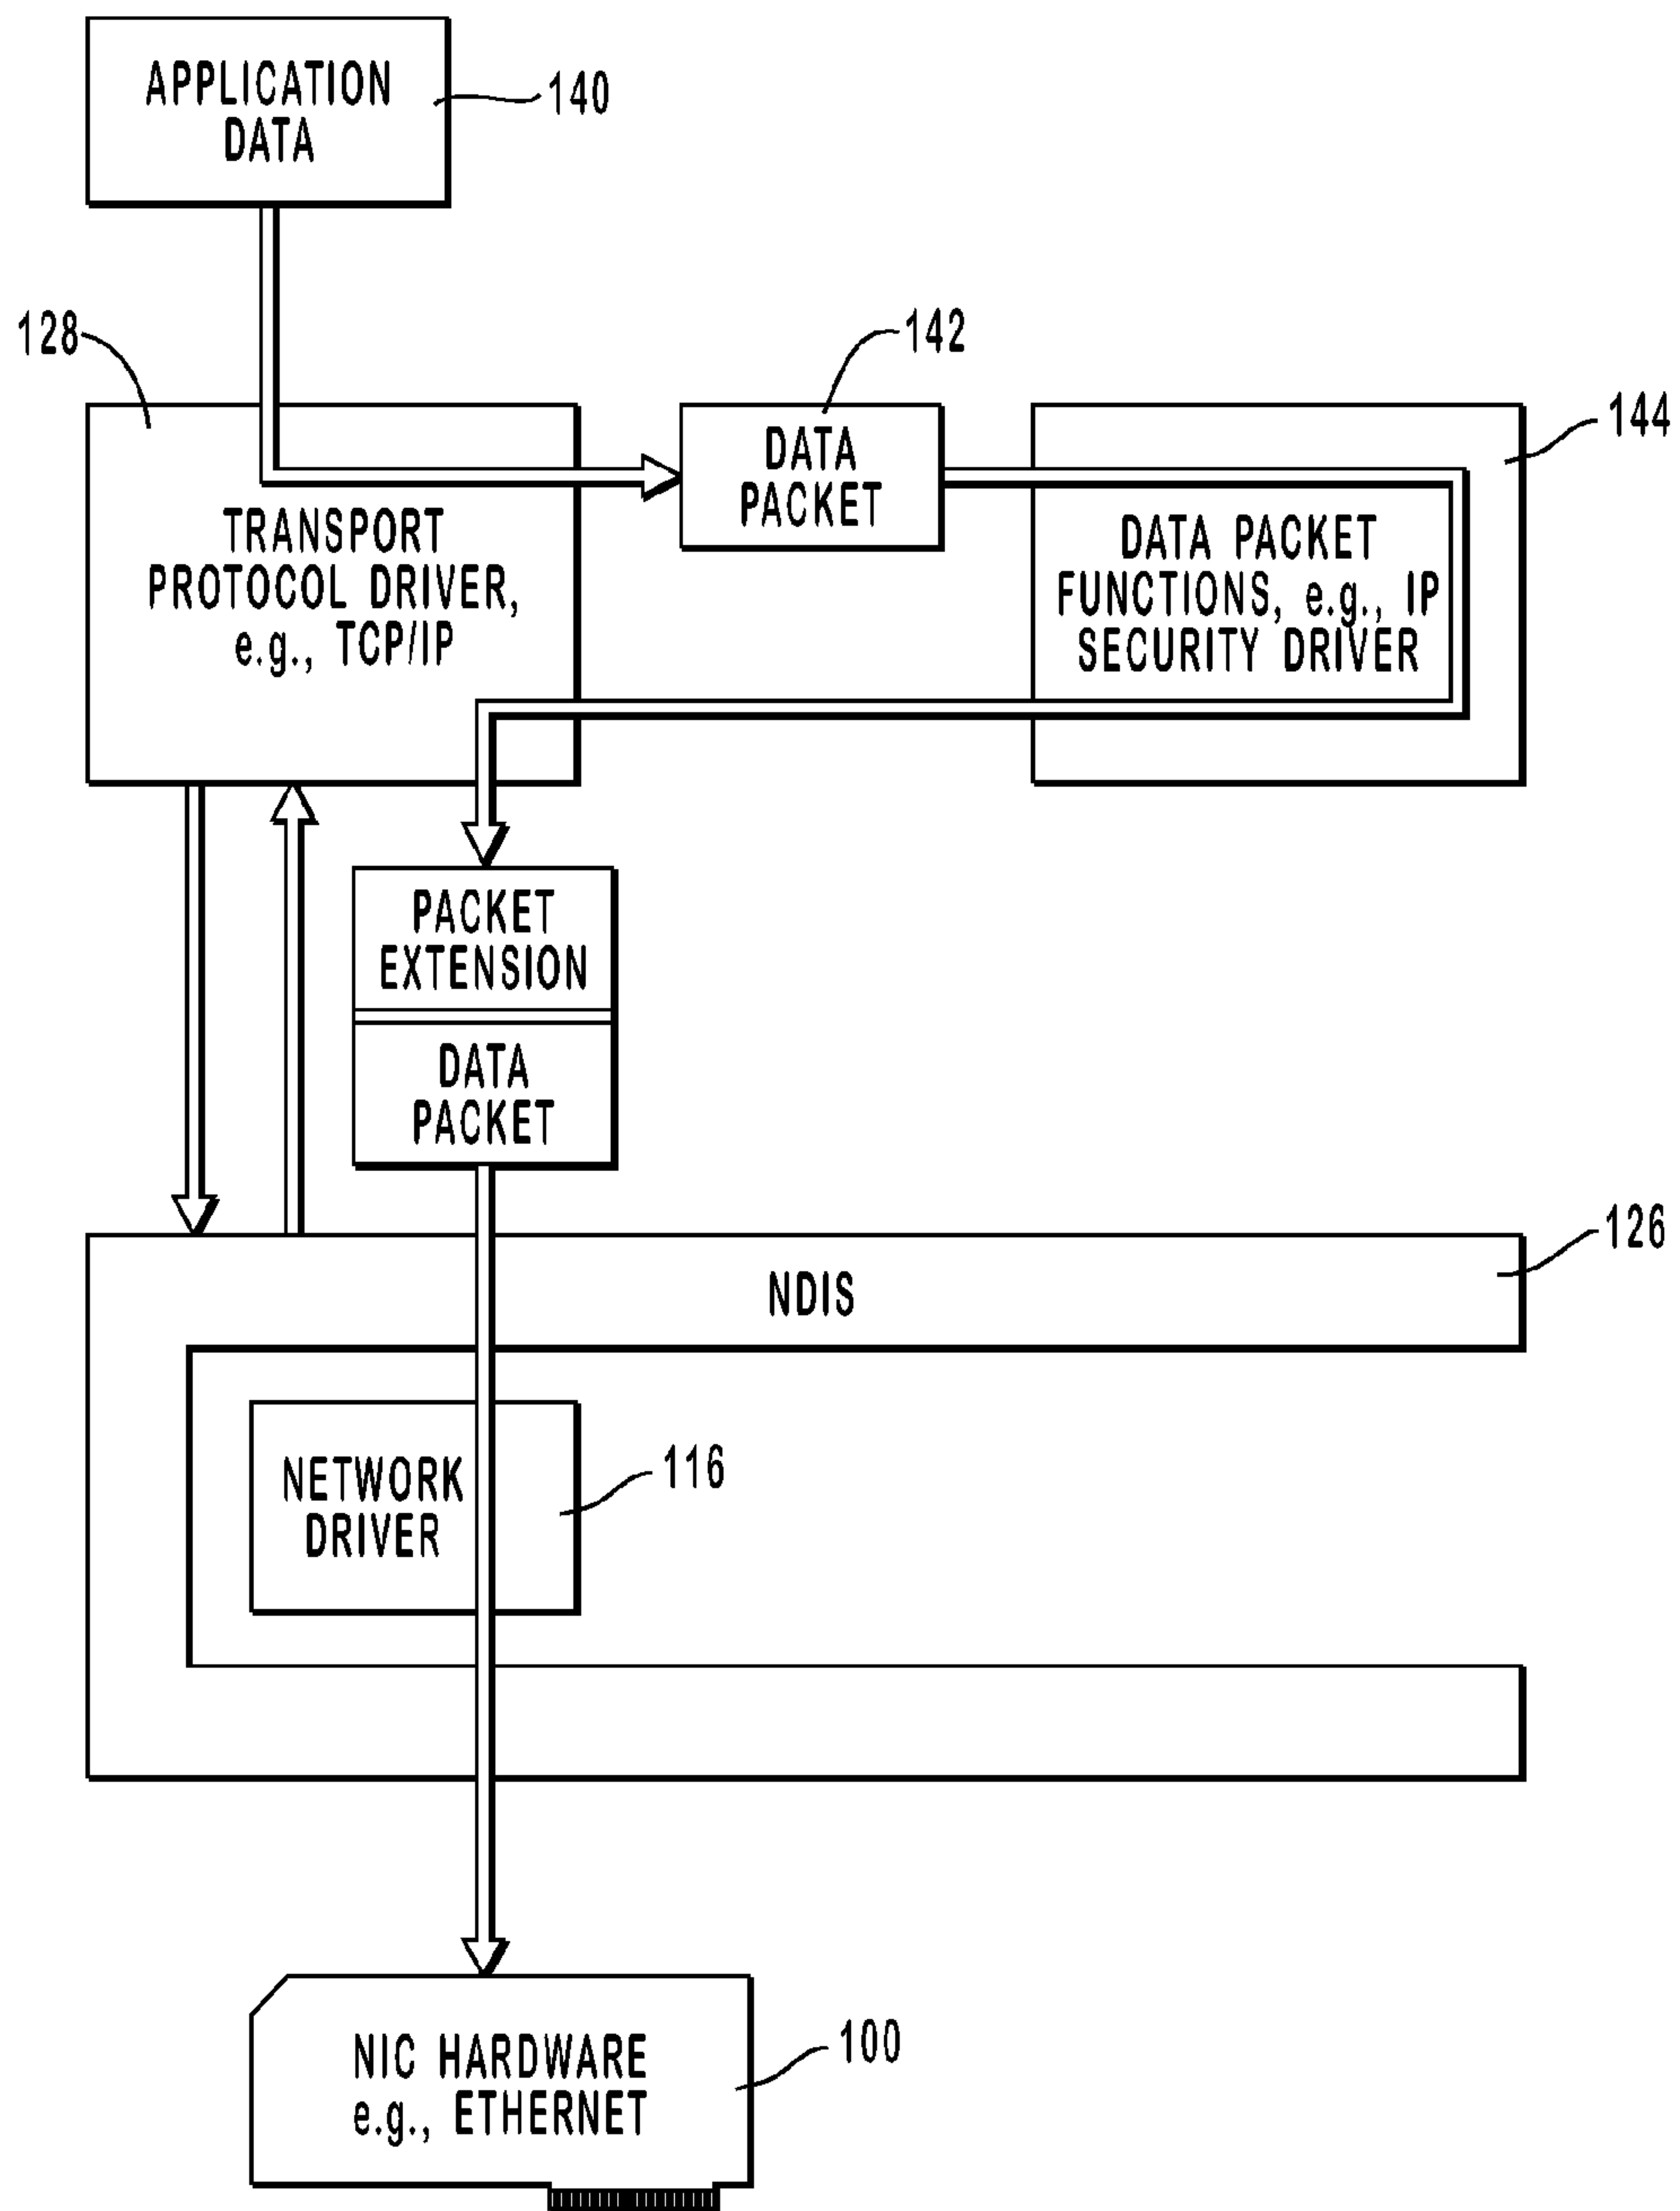 APPLICATION
DATA
140
128
142
DATA
PACKET
144
TRANSPORT
PROTOCOL DRIVER,
e.g., TCP/IP
DATA PACKET
FUNCTIONS, e.g., IP
SECURITY DRIVER
PACKET
EXTENSION
DATA
PACKET
126
NDIS
NETWORK
DRIVER
116
NIC HARDWARE
e.g., ETHERNET
100